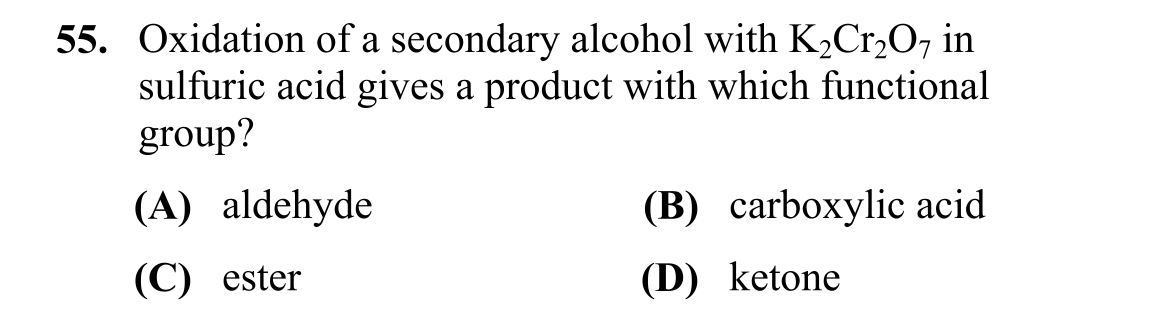 55. Oxidation of a secondary alcohol with K₂Cr₂O₇ in
sulfuric acid gives a product with which functional
group?
(A) aldehyde (B) carboxylic acid
(C) ester (D) ketone